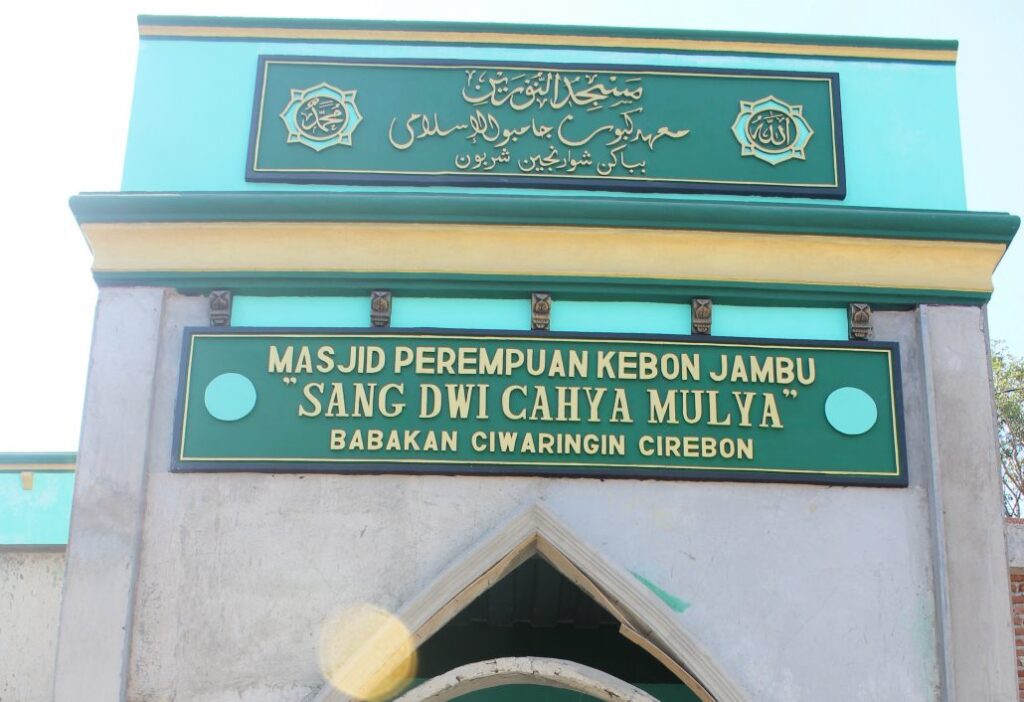 مسجد النورين
محمد
الله
معهد كبون جامبو الإسلامي
بباكن شوارنجين شربون
MASJID PEREMPUAN KEBON JAMBU
"SANG DWI CAHYA MULYA"
BABAKAN CIWARINGIN CIREBON